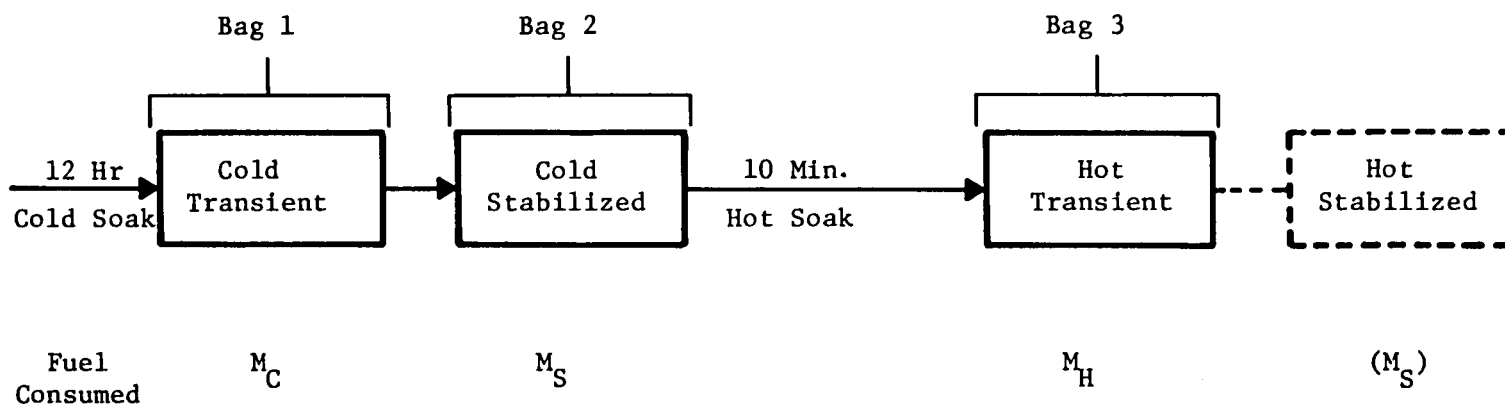 Bag 1
Bag 2
Bag 3
12 Hr
Cold Soak
Cold
Transient
Cold
Stabilized
10 Min.
Hot Soak
Hot
Transient
Hot
Stabilized
Fuel
Consumed
M_C
M_S
M_H
(M_S)